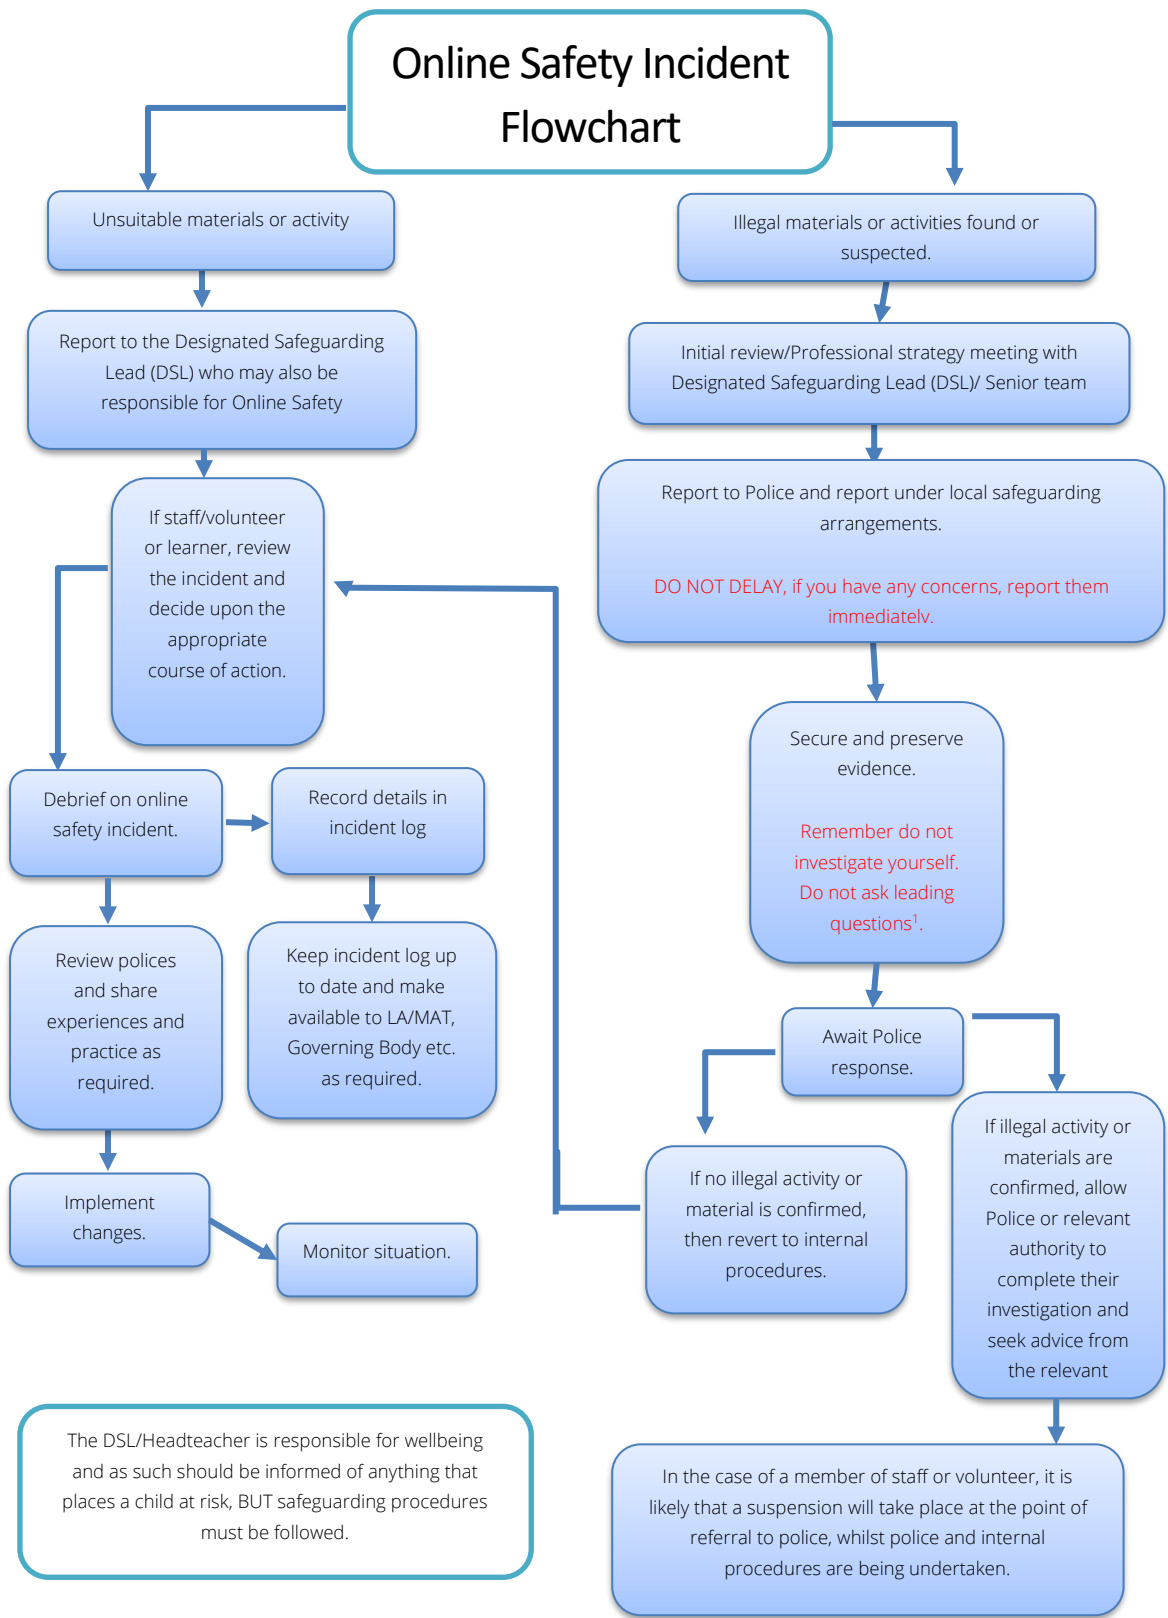 Online Safety Incident
Flowchart
Unsuitable materials or activity
Report to the Designated Safeguarding
Lead (DSL) who may also be
responsible for Online Safety
If staff/volunteer
or learner, review
the incident and
decide upon the
appropriate
course of action.
Debrief on online
safety incident.
Record details in
incident log
Review polices
and share
experiences and
practice as
required.
Keep incident log up
to date and make
available to LA/MAT,
Governing Body etc.
as required.
Implement
changes.
Monitor situation.
Illegal materials or activities found or
suspected.
Initial review/Professional strategy meeting with
Designated Safeguarding Lead (DSL)/ Senior team
Report to Police and report under local safeguarding
arrangements.
DO NOT DELAY, if you have any concerns, report them
immediately.
Secure and preserve
evidence.
Remember do not
investigate yourself.
Do not ask leading
questions¹.
Await Police
response.
If no illegal activity or
material is confirmed,
then revert to internal
procedures.
If illegal activity or
materials are
confirmed, allow
Police or relevant
authority to
complete their
investigation and
seek advice from
the relevant
In the case of a member of staff or volunteer, it is
likely that a suspension will take place at the point of
referral to police, whilst police and internal
procedures are being undertaken.
The DSL/Headteacher is responsible for wellbeing
and as such should be informed of anything that
places a child at risk, BUT safeguarding procedures
must be followed.